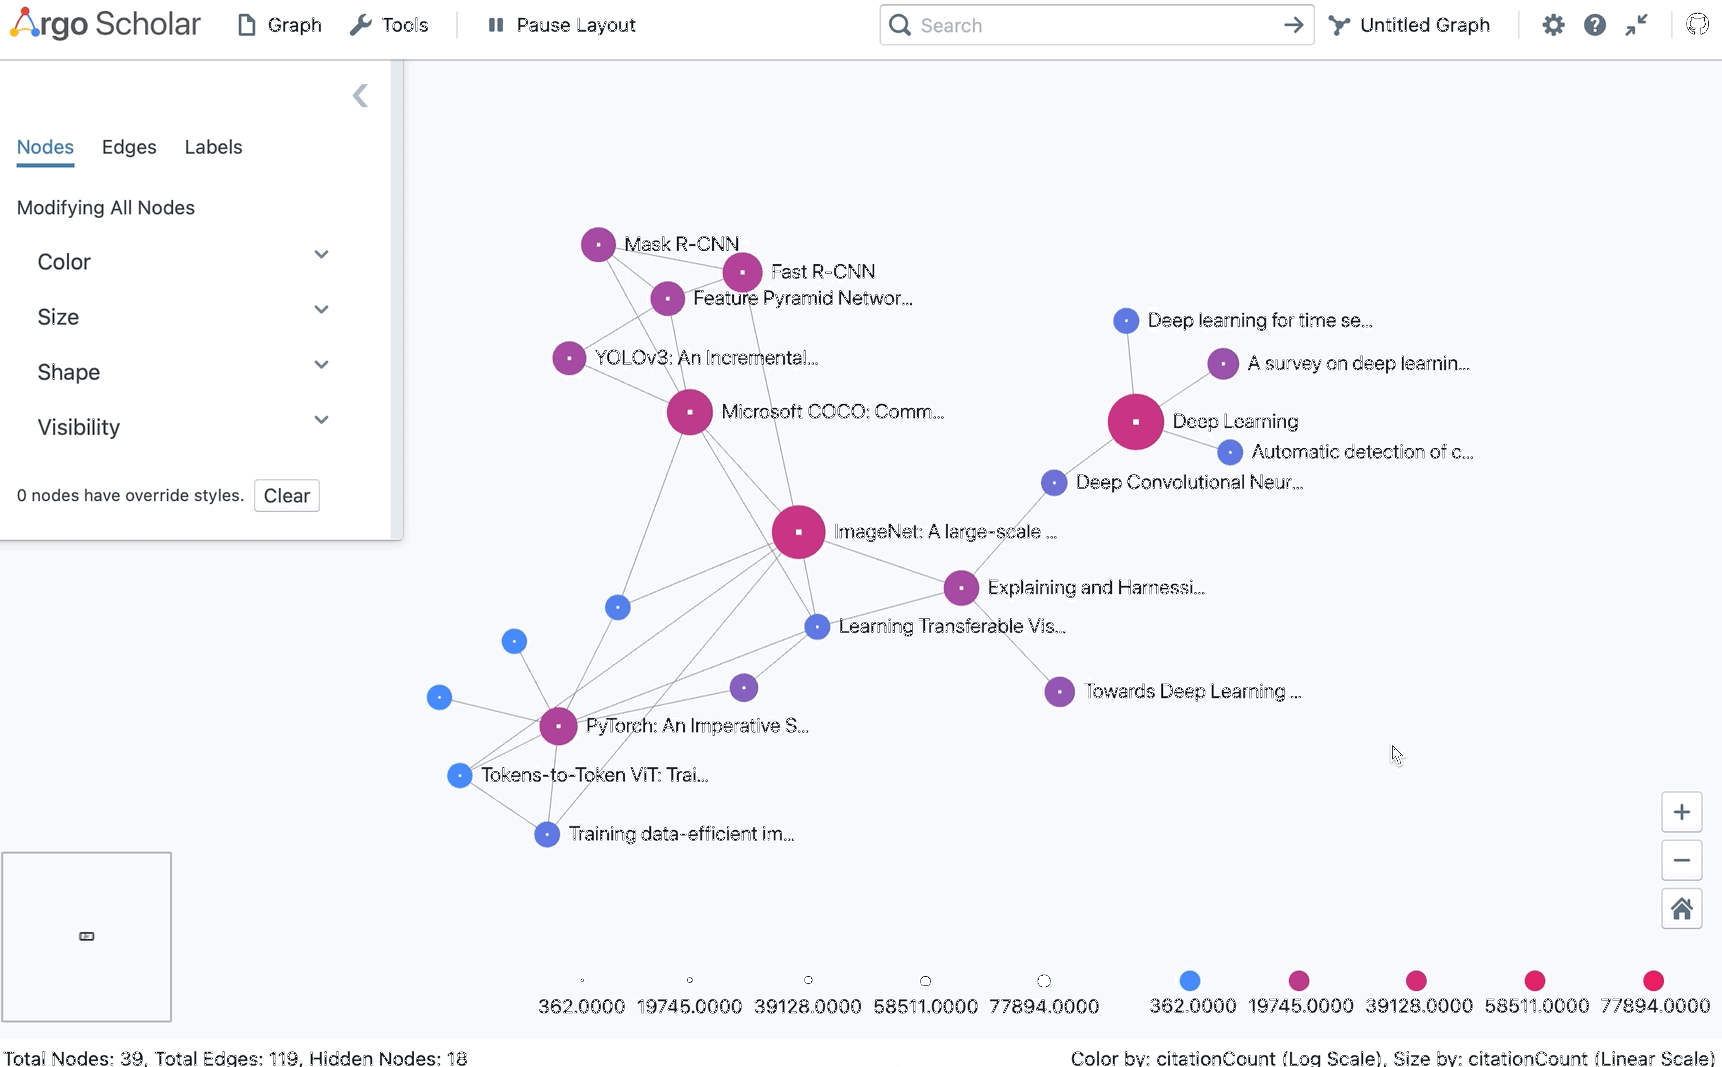 Argo Scholar
Graph
Tools
Pause Layout
Search
Untitled Graph
Nodes
Edges
Labels
Modifying All Nodes
Color
Size
Shape
Visibility
0 nodes have override styles.
Clear
Mask R-CNN
Fast R-CNN
Feature Pyramid Networ...
YOLOv3: An Incremental...
Microsoft COCO: Comm...
Deep learning for time se...
A survey on deep learnin...
Deep Learning
Automatic detection of c...
Deep Convolutional Neur...
ImageNet: A large-scale ...
Explaining and Harnessi...
Learning Transferable Vis...
Towards Deep Learning ...
PyTorch: An Imperative S...
Tokens-to-Token ViT: Trai...
Training data-efficient im...
362.0000 19745.0000 39128.0000 58511.0000 77894.0000
362.0000 19745.0000 39128.0000 58511.0000 77894.0000
Total Nodes: 39, Total Edges: 119, Hidden Nodes: 18
Color by: citationCount (Log Scale), Size by: citationCount (Linear Scale)